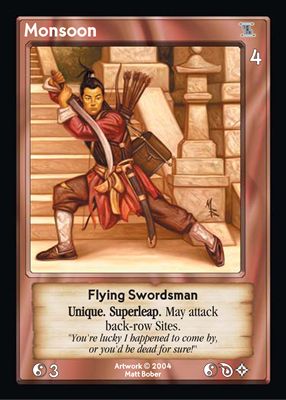 Monsoon
4
Flying Swordsman
Unique. Superleap. May attack
back-row Sites.
"You're lucky I happened to come by,
or you'd be dead for sure!"
Artwork © 2004
Matt Bober
3